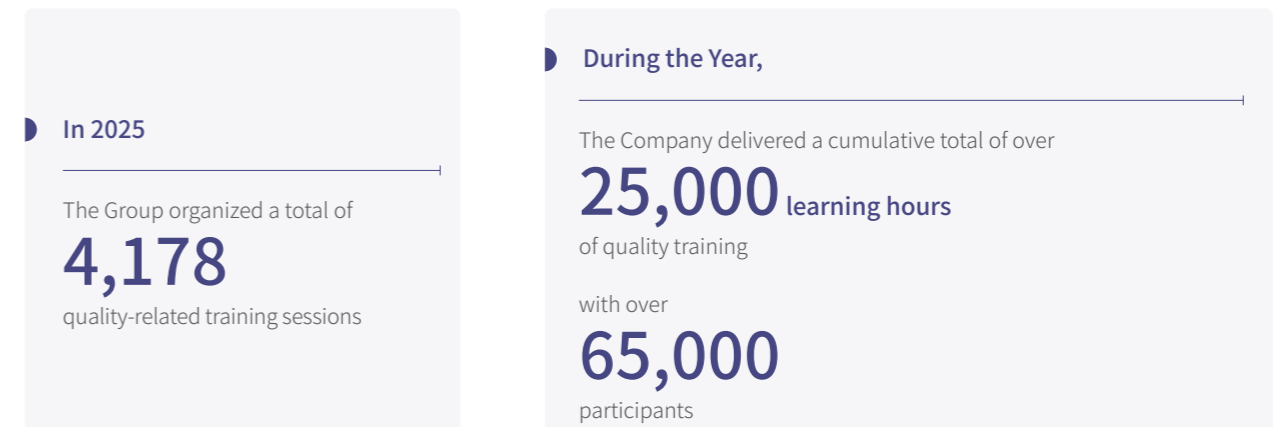 In 2025
The Group organized a total of
4,178
quality-related training sessions
During the Year,
The Company delivered a cumulative total of over
25,000 learning hours
of quality training
with over
65,000
participants